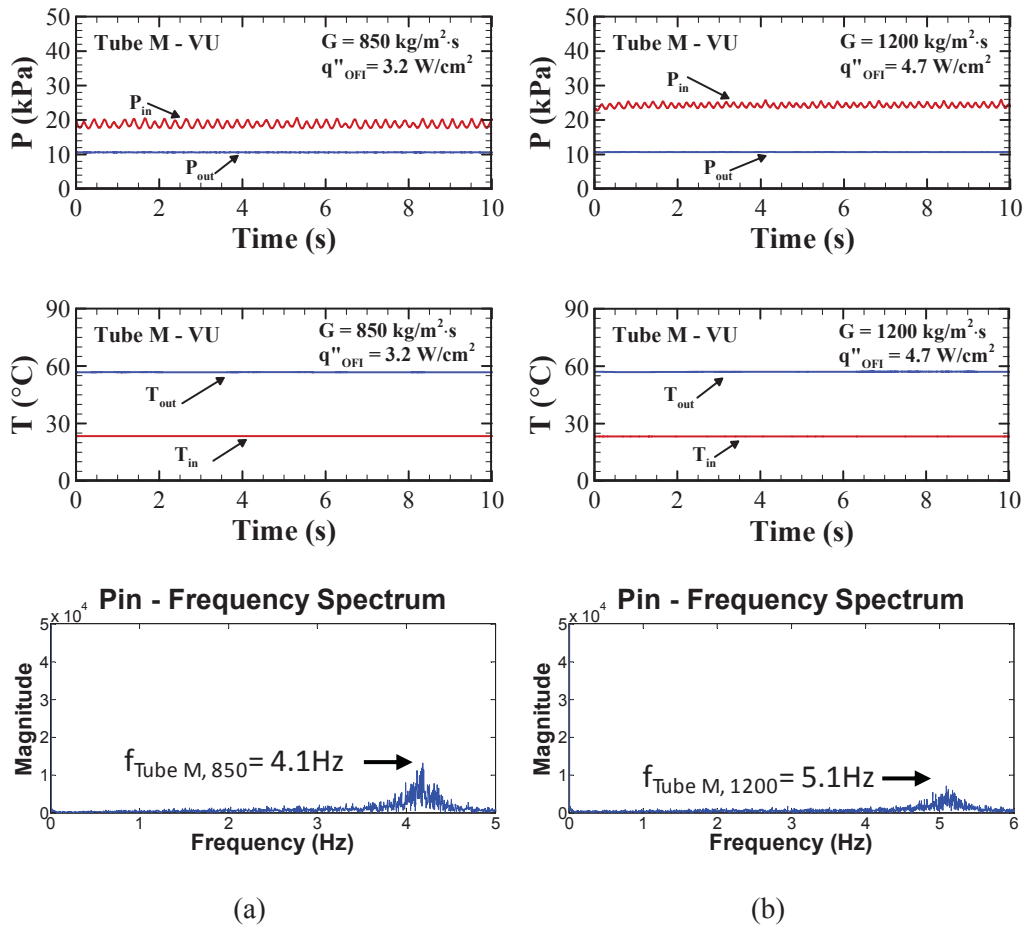 Tube M - VU
G = 850 kg/m²·s
q"OFI = 3.2 W/cm²
Pin
Pout
P (kPa)
50
40
30
20
10
0
0 2 4 6 8 10
Time (s)
Tube M - VU
G = 1200 kg/m²·s
q"OFI = 4.7 W/cm²
Pin
Pout
P (kPa)
50
40
30
20
10
0
0 2 4 6 8 10
Time (s)
Tube M - VU
G = 850 kg/m²·s
q"OFI = 3.2 W/cm²
Tout
Tin
T (°C)
90
60
30
0
0 2 4 6 8 10
Time (s)
Tube M - VU
G = 1200 kg/m²·s
q"OFI = 4.7 W/cm²
Tout
Tin
T (°C)
90
60
30
0
0 2 4 6 8 10
Time (s)
Pin - Frequency Spectrum
x 10⁴
5
4
3
2
1
0
Magnitude
fTube M, 850= 4.1Hz
0 1 2 3 4 5
Frequency (Hz)
Pin - Frequency Spectrum
x 10⁴
5
4
3
2
1
0
Magnitude
fTube M, 1200= 5.1Hz
0 1 2 3 4 5 6
Frequency (Hz)
(a)
(b)